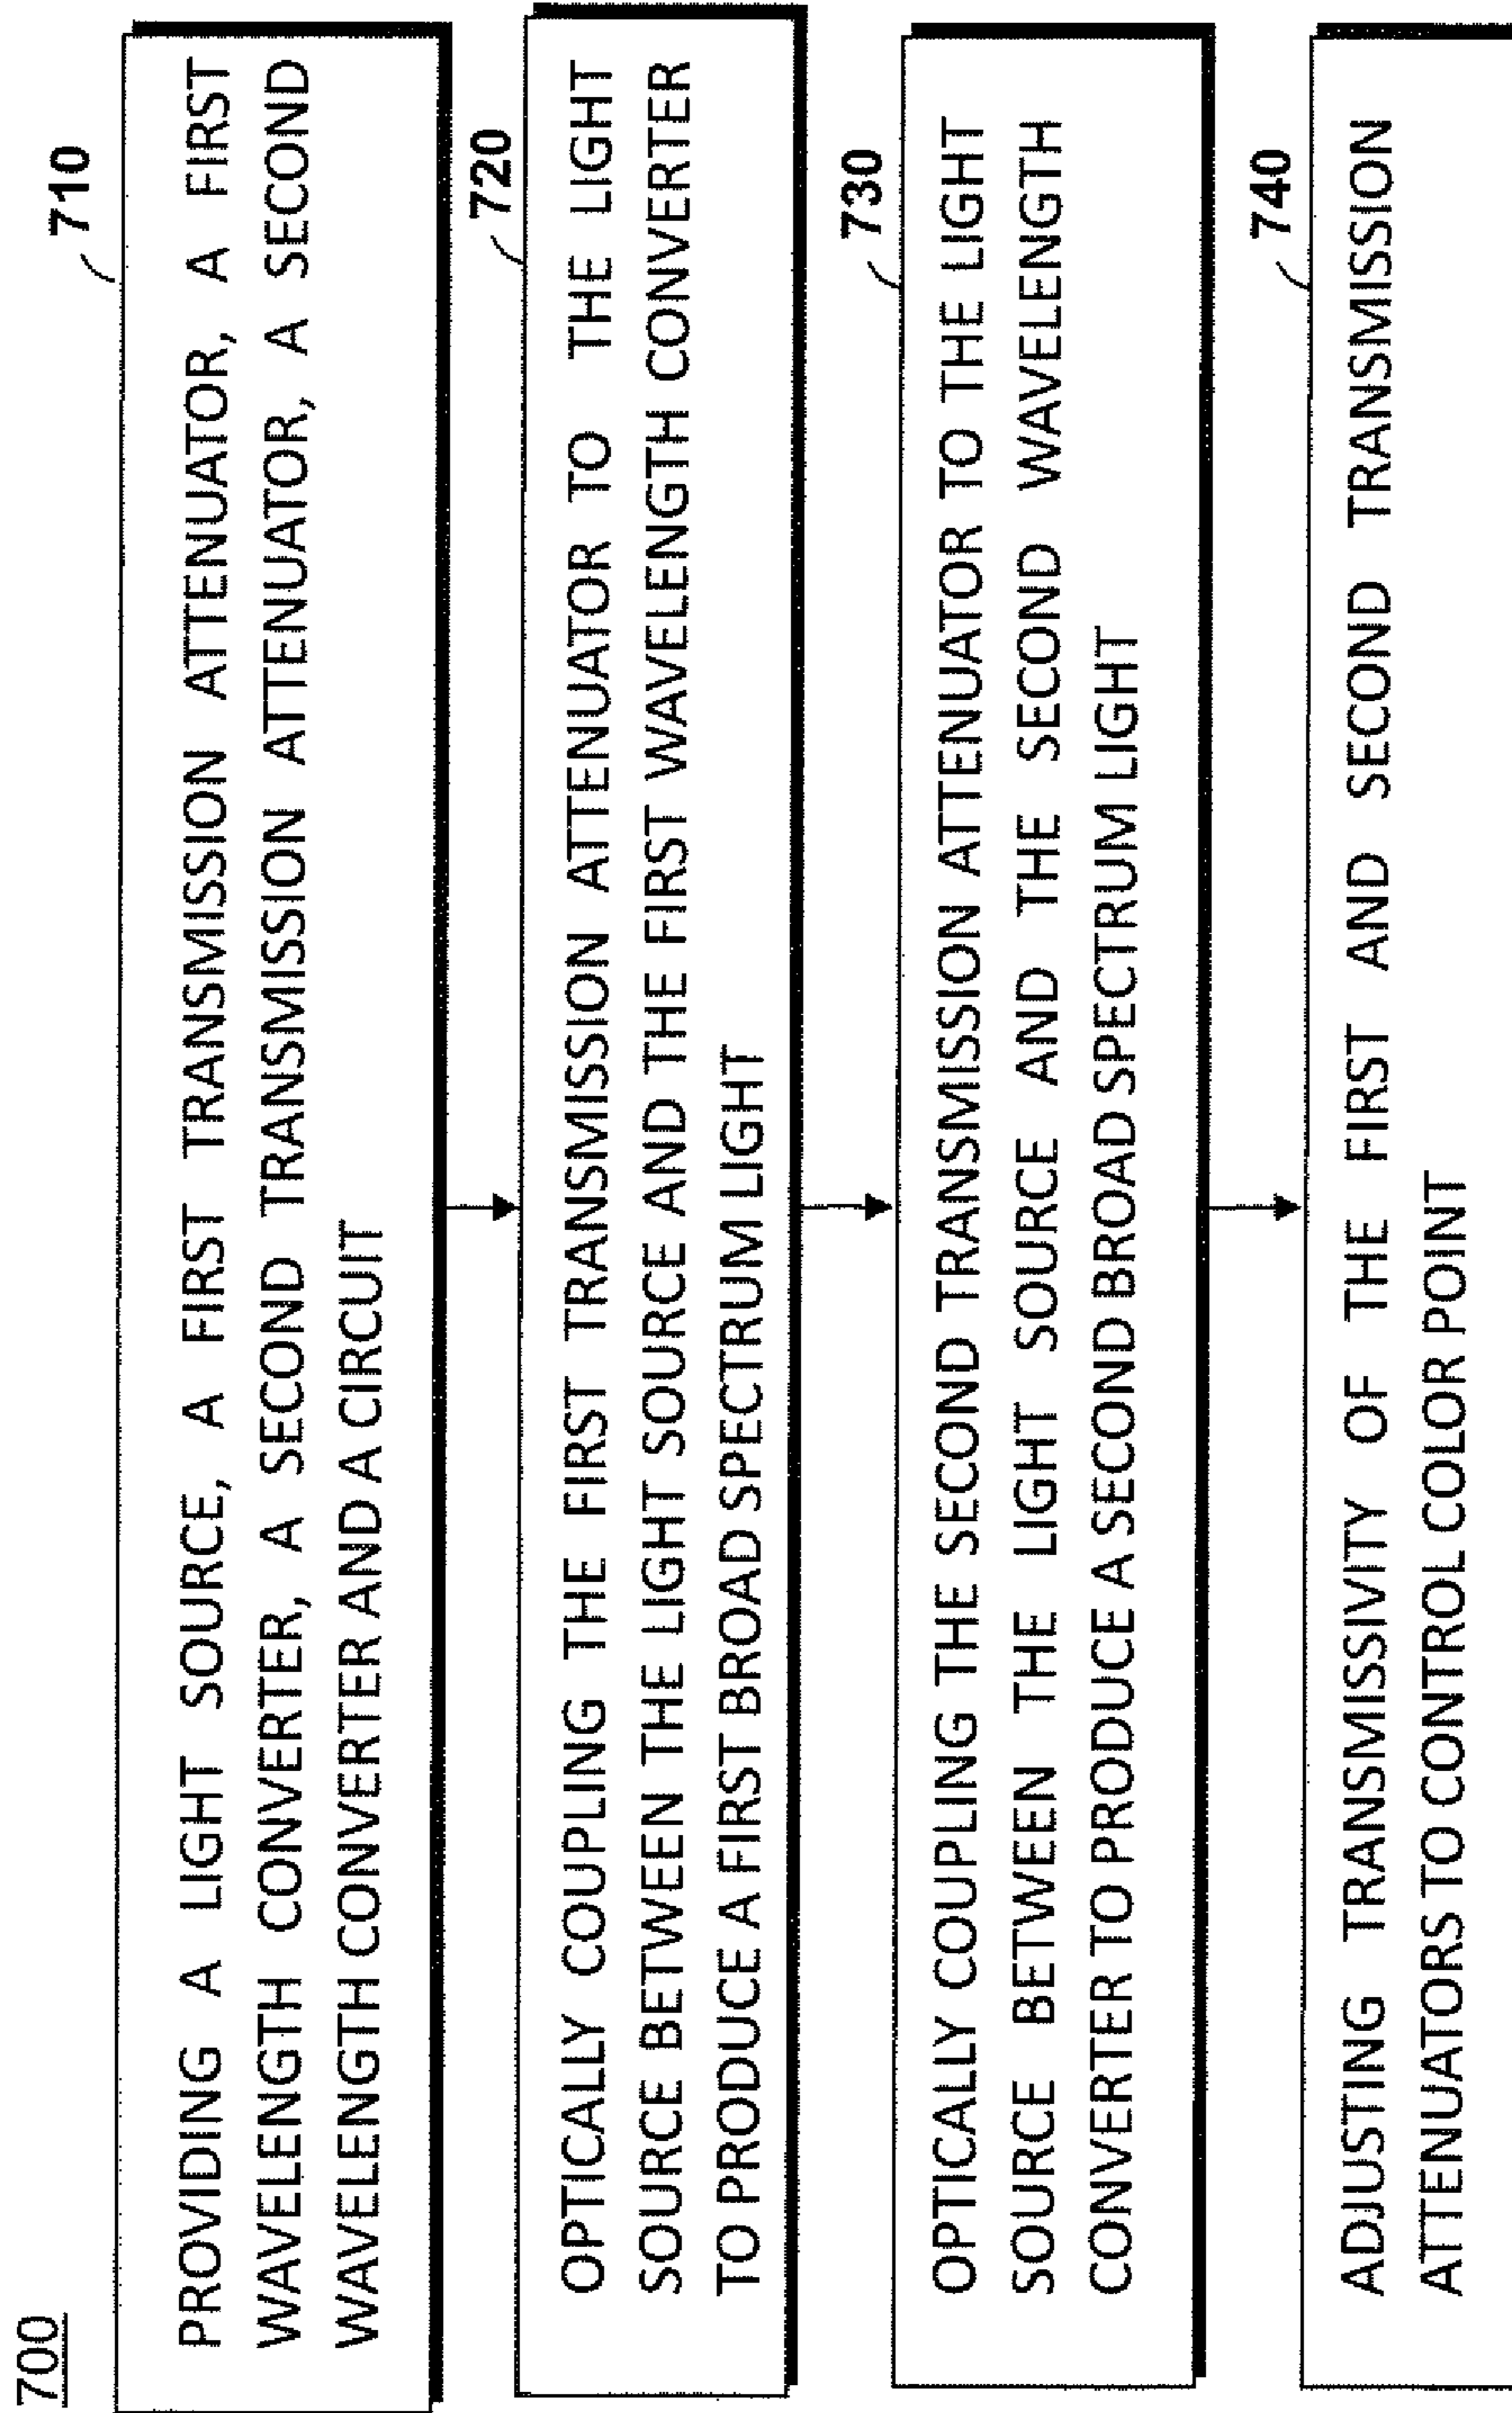 700
710
PROVIDING A LIGHT SOURCE, A FIRST TRANSMISSION ATTENUATOR, A FIRST
WAVELENGTH CONVERTER, A SECOND TRANSMISSION ATTENUATOR, A SECOND
WAVELENGTH CONVERTER AND A CIRCUIT
720
OPTICALLY COUPLING THE FIRST TRANSMISSION ATTENUATOR TO THE LIGHT
SOURCE BETWEEN THE LIGHT SOURCE AND THE FIRST WAVELENGTH CONVERTER
TO PRODUCE A FIRST BROAD SPECTRUM LIGHT
730
OPTICALLY COUPLING THE SECOND TRANSMISSION ATTENUATOR TO THE LIGHT
SOURCE BETWEEN THE LIGHT SOURCE AND THE SECOND WAVELENGTH
CONVERTER TO PRODUCE A SECOND BROAD SPECTRUM LIGHT
740
ADJUSTING TRANSMISSIVITY OF THE FIRST AND SECOND TRANSMISSION
ATTENUATORS TO CONTROL COLOR POINT